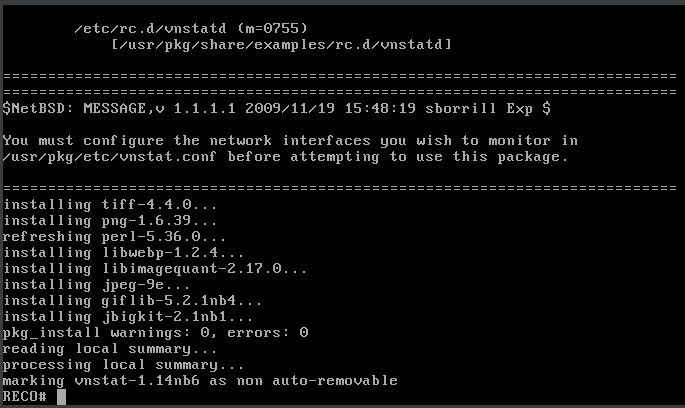 /etc/rc.d/vnstatd (m=0755)
[/usr/pkg/share/examples/rc.d/vnstatd]
===========================================================================
===========================================================================
$NetBSD: MESSAGE,v 1.1.1.1 2009/11/19 15:48:19 sborrill Exp $
You must configure the network interfaces you wish to monitor in
/usr/pkg/etc/vnstat.conf before attempting to use this package.
===========================================================================
installing tiff-4.4.0...
installing png-1.6.39...
refreshing perl-5.36.0...
installing libwebp-1.2.4...
installing libimagequant-2.17.0...
installing jpeg-9e...
installing giflib-5.2.1nb4...
installing jbigkit-2.1nb1...
pkg_install warnings: 0, errors: 0
reading local summary...
processing local summary...
marking vnstat-1.14nb6 as non auto-removable
RECO#